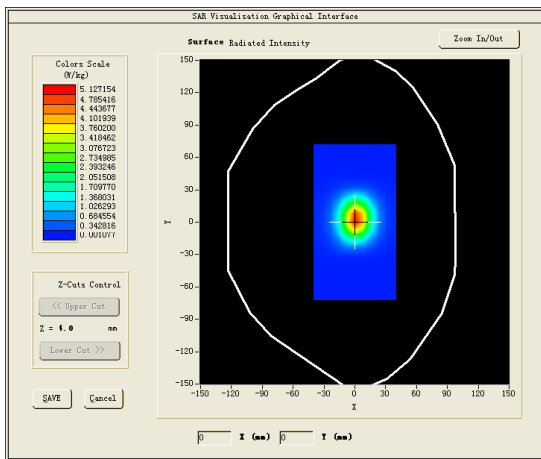 SAR Visualisation Graphical Interface
Surface Radiated Intensity
Zoom In/Out
Colors Scale
(W/kg)
5.127154
4.785416
4.443677
4.101939
3.760200
3.418462
3.076723
2.734985
2.393246
2.051508
1.709770
1.368031
1.026293
0.684554
0.342816
0.001077
150
120
90
60
30
0
-30
-60
-90
-120
-150
Y
-150 -120 -90 -60 -30 0 30 60 90 120 150
X
Z-Cuts Control
<< Upper Cut
Z = 4.0 mm
Lower Cut >>
SAVE
Cancel
0 X (mm) 0 Y (mm)